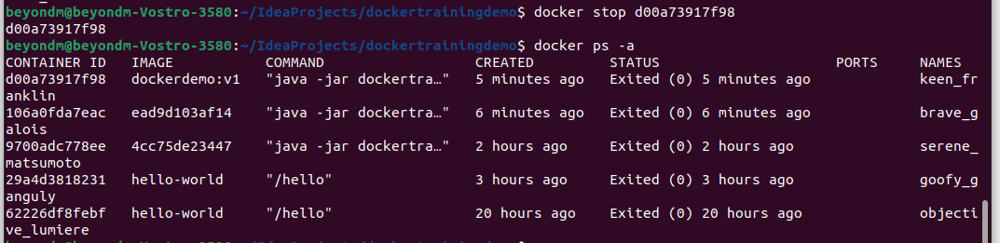 beyondm@beyondm-Vostro-3580:~/IdeaProjects/dockertrainingdemo$ docker stop d00a73917f98
d00a73917f98
beyondm@beyondm-Vostro-3580:~/IdeaProjects/dockertrainingdemo$ docker ps -a
CONTAINER ID   IMAGE           COMMAND                  CREATED         STATUS                     PORTS     NAMES
d00a73917f98   dockerdemo:v1   "java -jar dockertra…"   5 minutes ago   Exited (0) 5 minutes ago             keen_fr
anklin
106a0fda7eac   ead9d103af14    "java -jar dockertra…"   6 minutes ago   Exited (0) 6 minutes ago             brave_g
alois
9700adc778ee   4cc75de23447    "java -jar dockertra…"   2 hours ago     Exited (0) 2 hours ago               serene_
matsumoto
29a4d3818231   hello-world     "/hello"                 3 hours ago     Exited (0) 3 hours ago               goofy_g
anguly
62226df8febf   hello-world     "/hello"                 20 hours ago    Exited (0) 20 hours ago              objecti
ve_lumiere